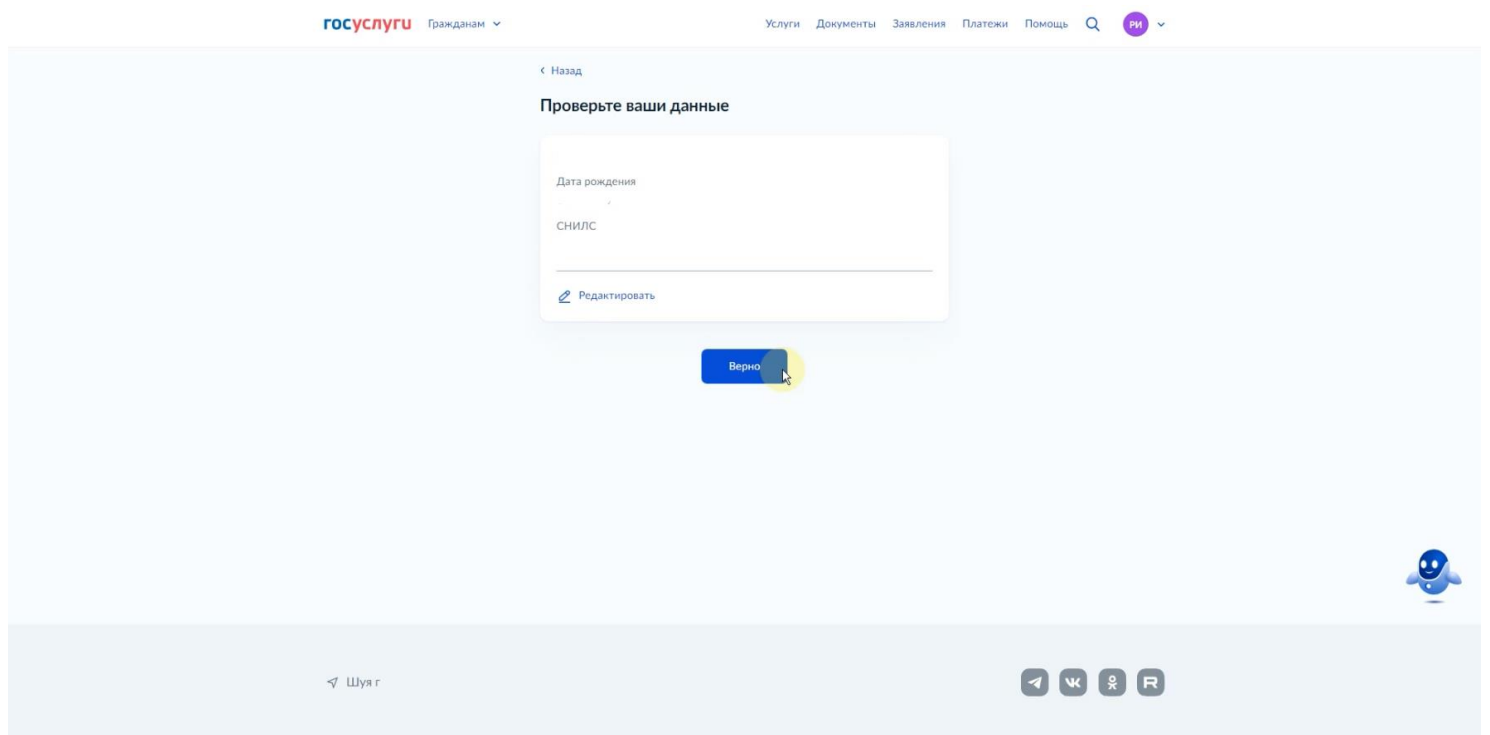 госуслуги Гражданам Услуги Документы Заявления Платежи Помощь РИ
Назад
Проверьте ваши данные
Дата рождения
СНИЛС
Редактировать
Верно
Шуя г